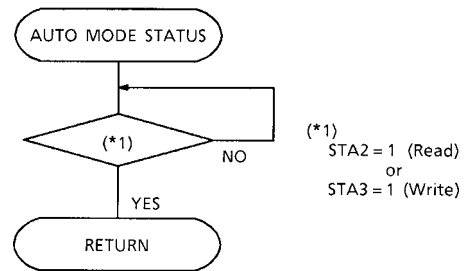 AUTO MODE STATUS
(*1)
NO
YES
RETURN
(*1)
STA2 = 1 (Read)
or
STA3 = 1 (Write)